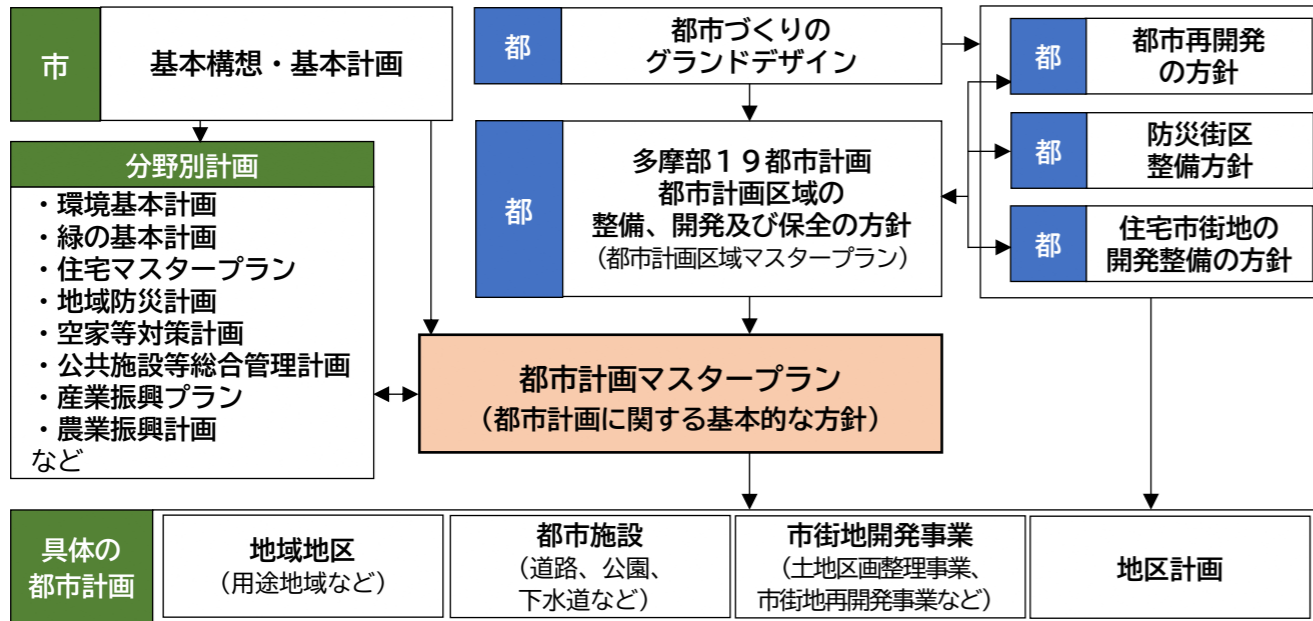 市
基本構想・基本計画
都
都市づくりの
グランドデザイン
都
都市再開発
の方針
都
防災街区
整備方針
都
住宅市街地の
開発整備の方針
分野別計画
・環境基本計画
・緑の基本計画
・住宅マスタープラン
・地域防災計画
・空家等対策計画
・公共施設等総合管理計画
・産業振興プラン
・農業振興計画
など
都
多摩部１９都市計画
都市計画区域の
整備、開発及び保全の方針
（都市計画区域マスタープラン）
都市計画マスタープラン
（都市計画に関する基本的な方針）
具体の
都市計画
地域地区
（用途地域など）
都市施設
（道路、公園、
下水道など）
市街地開発事業
（土地区画整理事業、
市街地再開発事業など）
地区計画